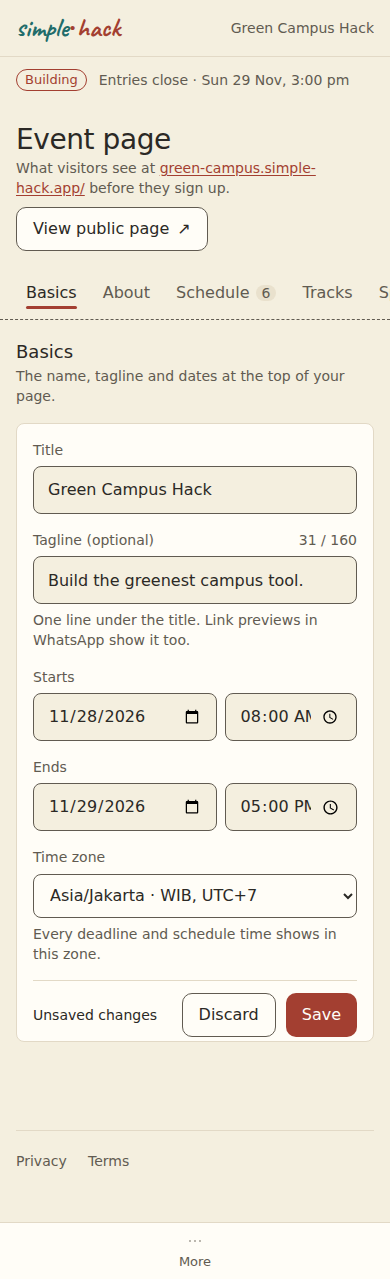 simple hack
Green Campus Hack
Building
Entries close · Sun 29 Nov, 3:00 pm
Event page
What visitors see at green-campus.simple-
hack.app/ before they sign up.
View public page ↗
Basics
About
Schedule 6
Tracks
S
Basics
The name, tagline and dates at the top of your
page.
Title
Green Campus Hack
Tagline (optional)
31 / 160
Build the greenest campus tool.
One line under the title. Link previews in
WhatsApp show it too.
Starts
11/28/2026
08:00 AM
Ends
11/29/2026
05:00 PM
Time zone
Asia/Jakarta · WIB, UTC+7
Every deadline and schedule time shows in
this zone.
Unsaved changes
Discard
Save
Privacy
Terms
...
More